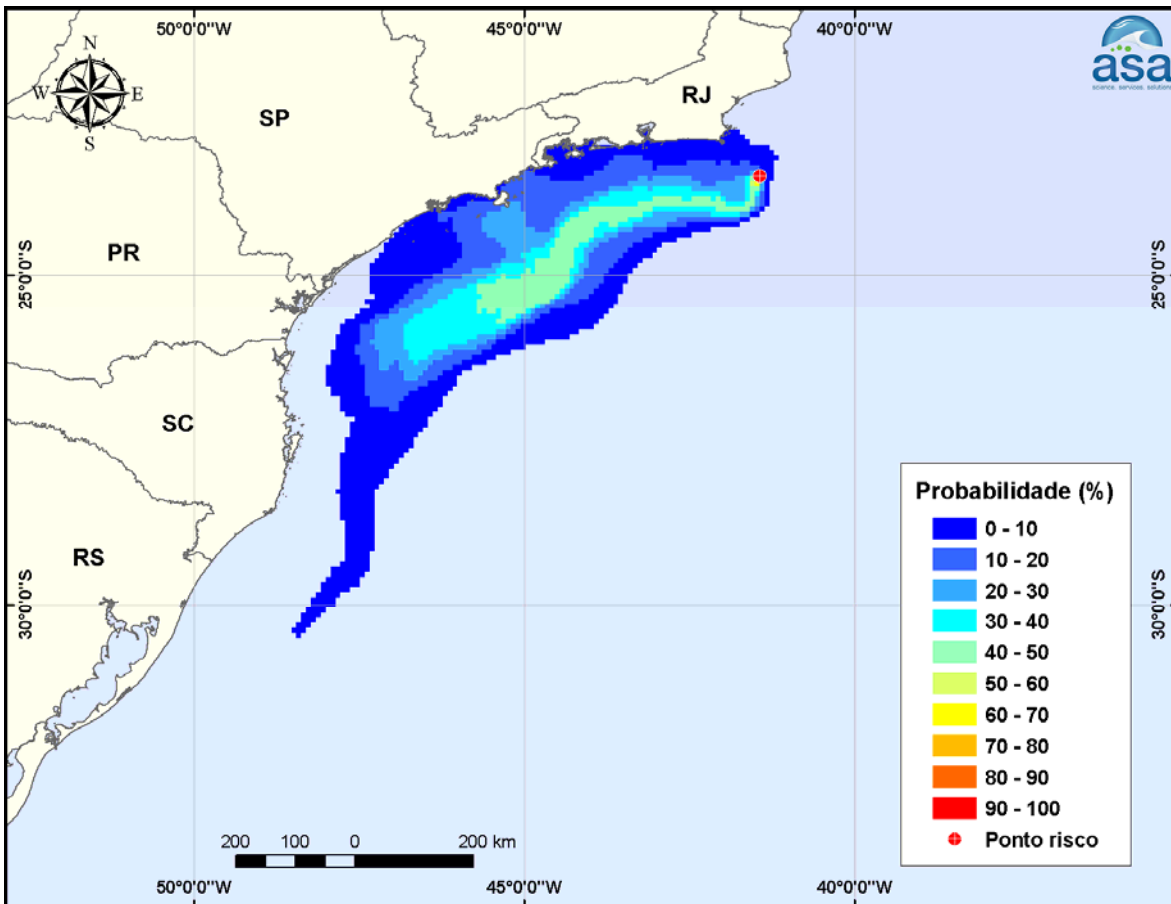 50°0'0"W
45°0'0"W
40°0'0"W
N
W
E
S
asa
science. services. solutions
SP
RJ
PR
25°0'0"S
25°0'0"S
SC
RS
30°0'0"S
30°0'0"S
Probabilidade (%)
0 - 10
10 - 20
20 - 30
30 - 40
40 - 50
50 - 60
60 - 70
70 - 80
80 - 90
90 - 100
Ponto risco
200 100 0 200 km
50°0'0"W
45°0'0"W
40°0'0"W